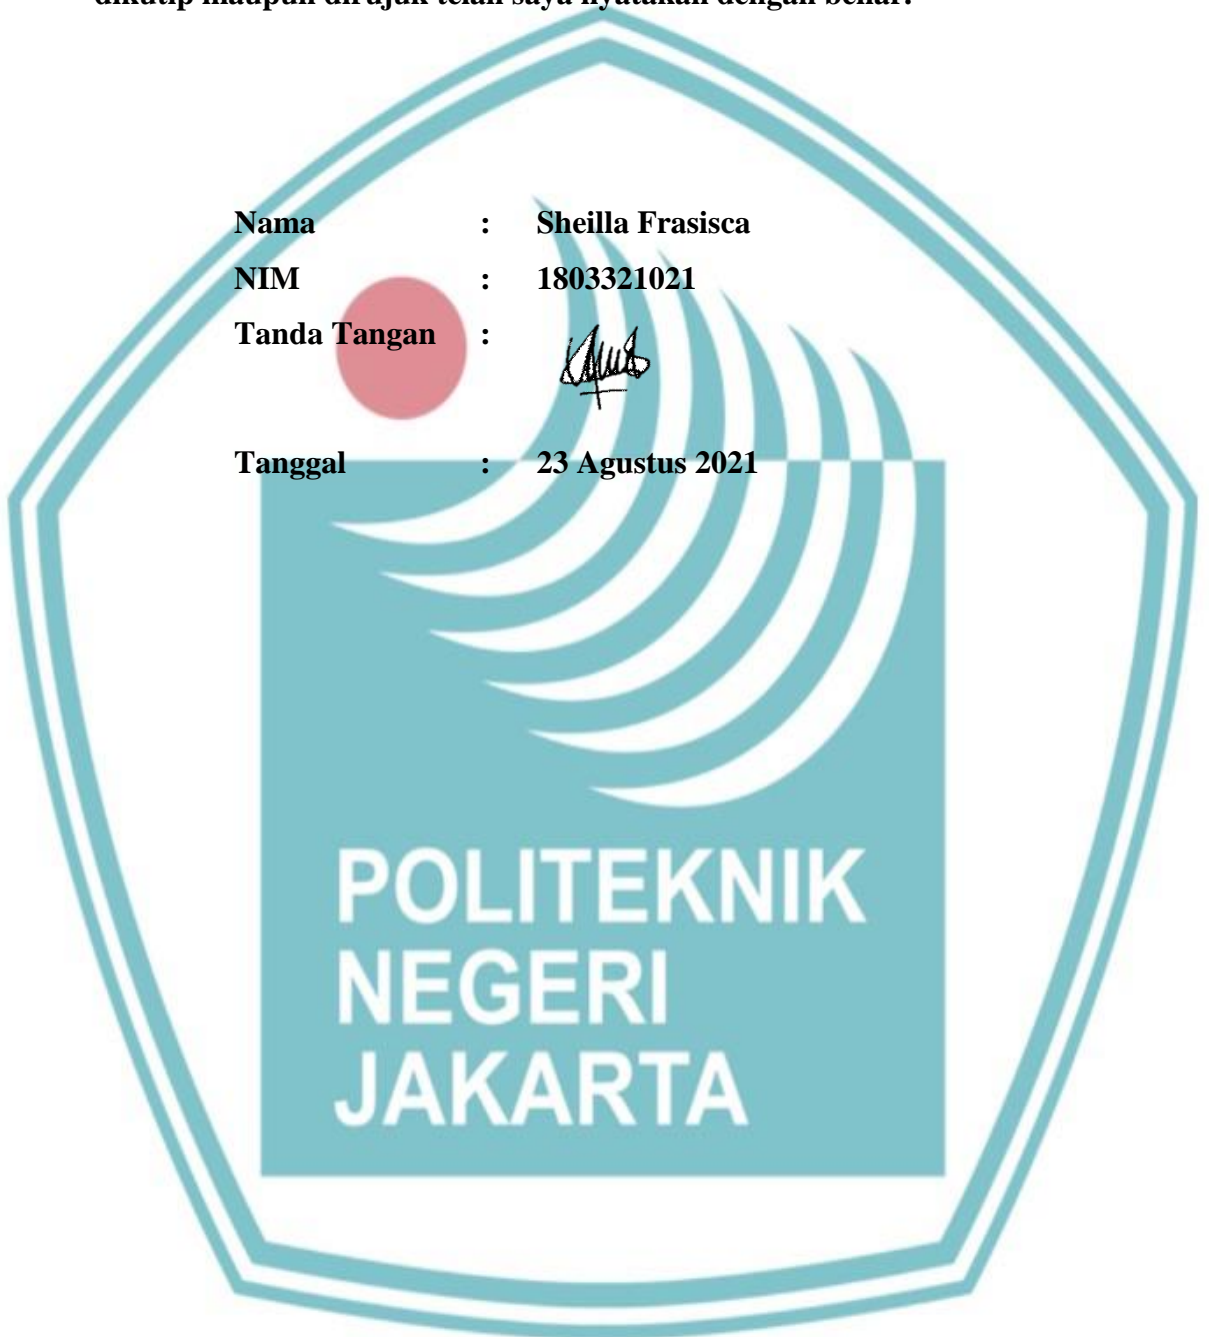 dikutip maupun dirujuk telah saya nyatakan dengan benar.
Nama : Sheilla Frasisca
NIM : 1803321021
Tanda Tangan :
Tanggal : 23 Agustus 2021
POLITEKNIK
NEGERI
JAKARTA